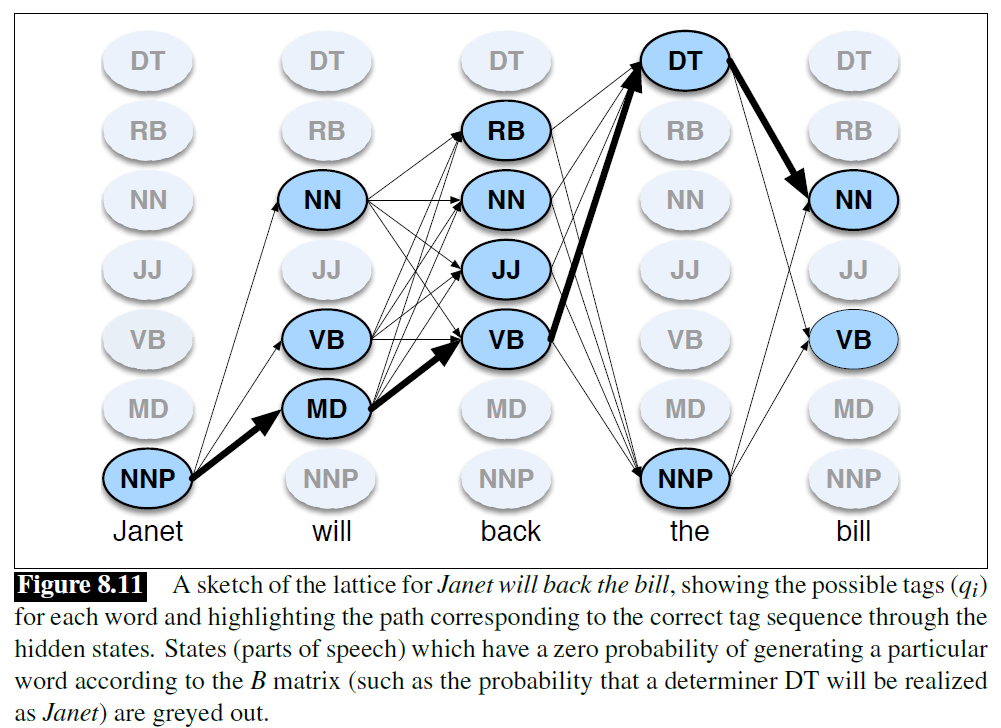 DT DT DT DT DT
RB RB RB RB RB
NN NN NN NN NN
JJ JJ JJ JJ JJ
VB VB VB VB VB
MD MD MD MD MD
NNP NNP NNP NNP NNP
Janet will back the bill
Figure 8.11 A sketch of the lattice for Janet will back the bill, showing the possible tags (qi)
for each word and highlighting the path corresponding to the correct tag sequence through the
hidden states. States (parts of speech) which have a zero probability of generating a particular
word according to the B matrix (such as the probability that a determiner DT will be realized
as Janet) are greyed out.